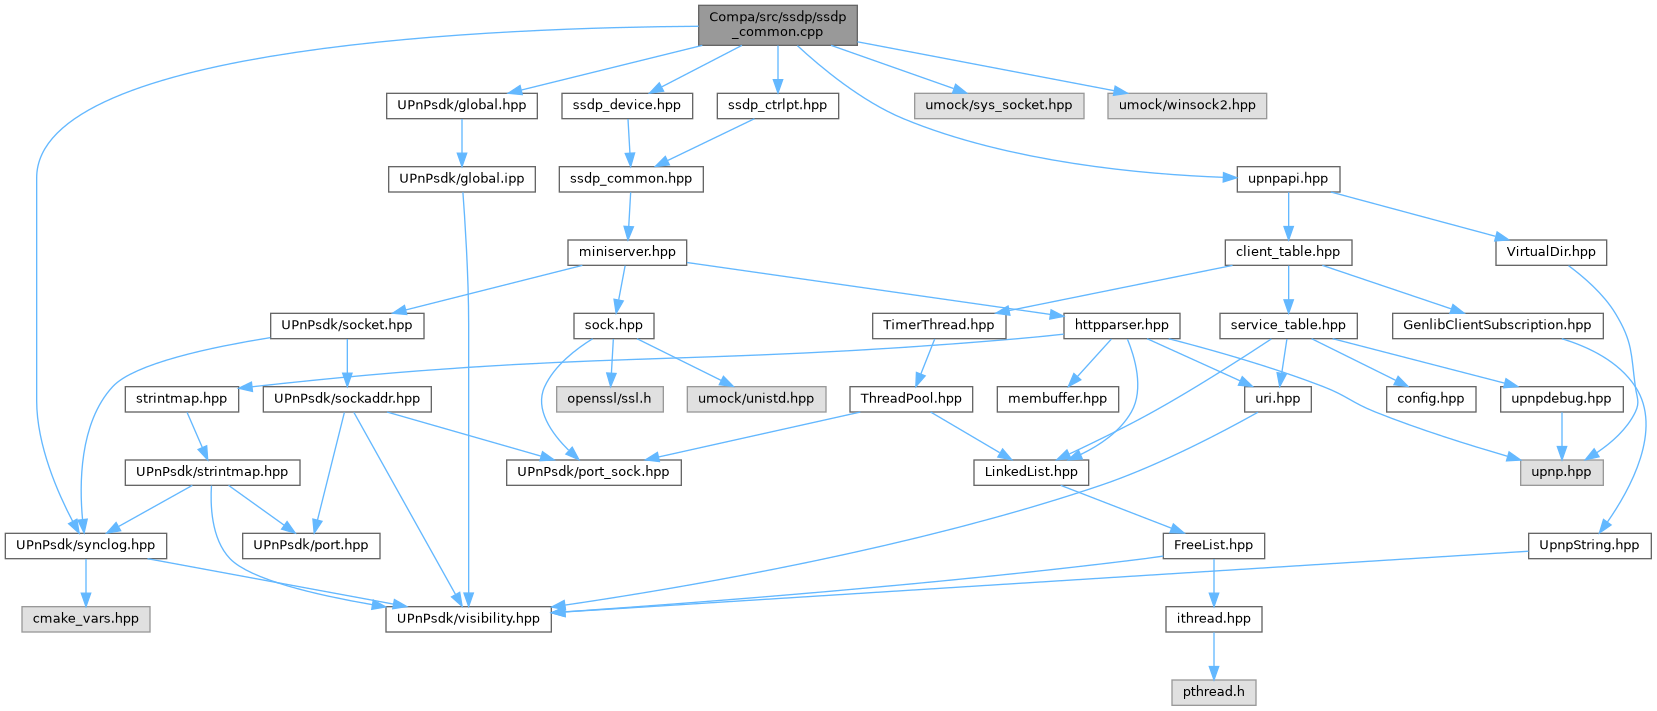 Compa/src/ssdp/ssdp
_common.cpp
UPnPsdk/global.hpp
ssdp_device.hpp
ssdp_ctrlpt.hpp
umock/sys_socket.hpp
umock/winsock2.hpp
UPnPsdk/global.ipp
ssdp_common.hpp
upnpapi.hpp
miniserver.hpp
client_table.hpp
VirtualDir.hpp
UPnPsdk/socket.hpp
sock.hpp
TimerThread.hpp
httpparser.hpp
service_table.hpp
GenlibClientSubscription.hpp
strintmap.hpp
UPnPsdk/sockaddr.hpp
openssl/ssl.h
umock/unistd.hpp
ThreadPool.hpp
membuffer.hpp
uri.hpp
config.hpp
upnpdebug.hpp
UPnPsdk/strintmap.hpp
UPnPsdk/port_sock.hpp
LinkedList.hpp
upnp.hpp
UPnPsdk/synclog.hpp
UPnPsdk/port.hpp
FreeList.hpp
UpnpString.hpp
cmake_vars.hpp
UPnPsdk/visibility.hpp
ithread.hpp
pthread.h